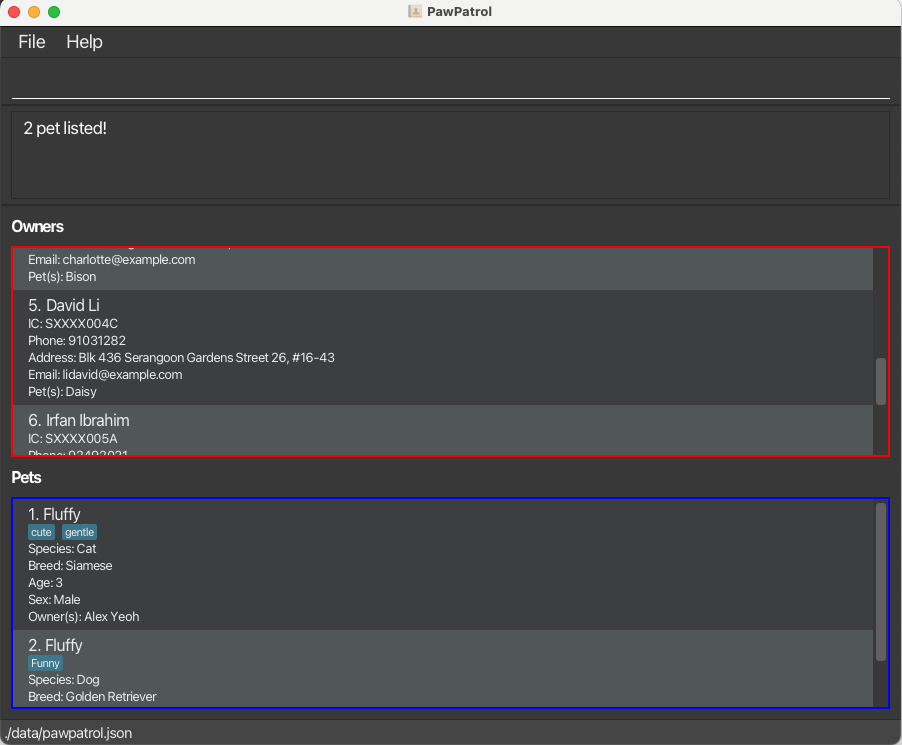 PawPatrol
File Help
2 pet listed!
Owners
Email: charlotte@example.com
Pet(s): Bison
5. David Li
IC: SXXXX004C
Phone: 91031282
Address: Blk 436 Serangoon Gardens Street 26, #16-43
Email: lidavid@example.com
Pet(s): Daisy
6. Irfan Ibrahim
IC: SXXXX005A
Phone: 92492021
Pets
1. Fluffy
cute gentle
Species: Cat
Breed: Siamese
Age: 3
Sex: Male
Owner(s): Alex Yeoh
2. Fluffy
Funny
Species: Dog
Breed: Golden Retriever
./data/pawpatrol.json